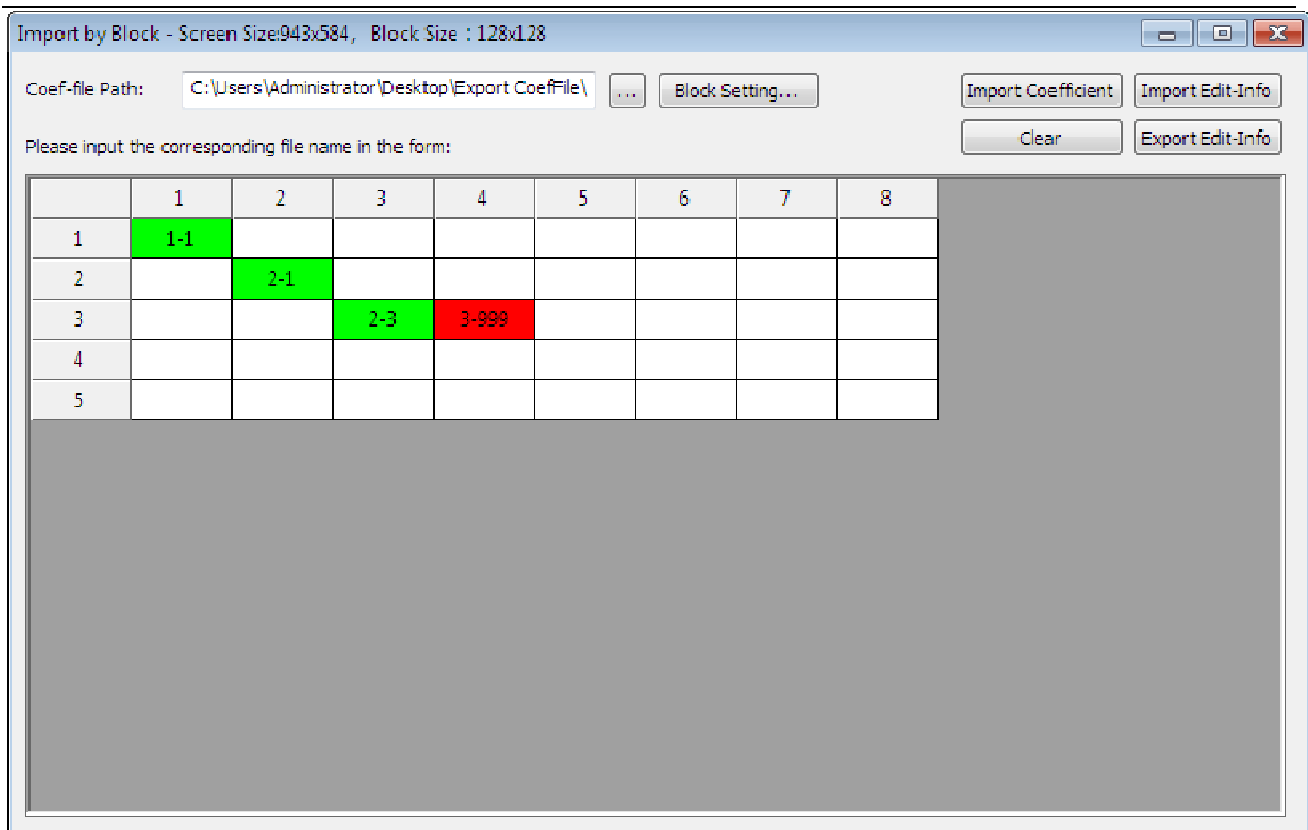 Import by Block - Screen Size:943x584, Block Size : 128x128
Coef-file Path: C:\Users\Administrator\Desktop\Export CoefFile\ ... Block Setting... Import Coefficient Import Edit-Info
Clear Export Edit-Info
Please input the corresponding file name in the form:
1 2 3 4 5 6 7 8
1 1-1
2 2-1
3 2-3 3-999
4
5